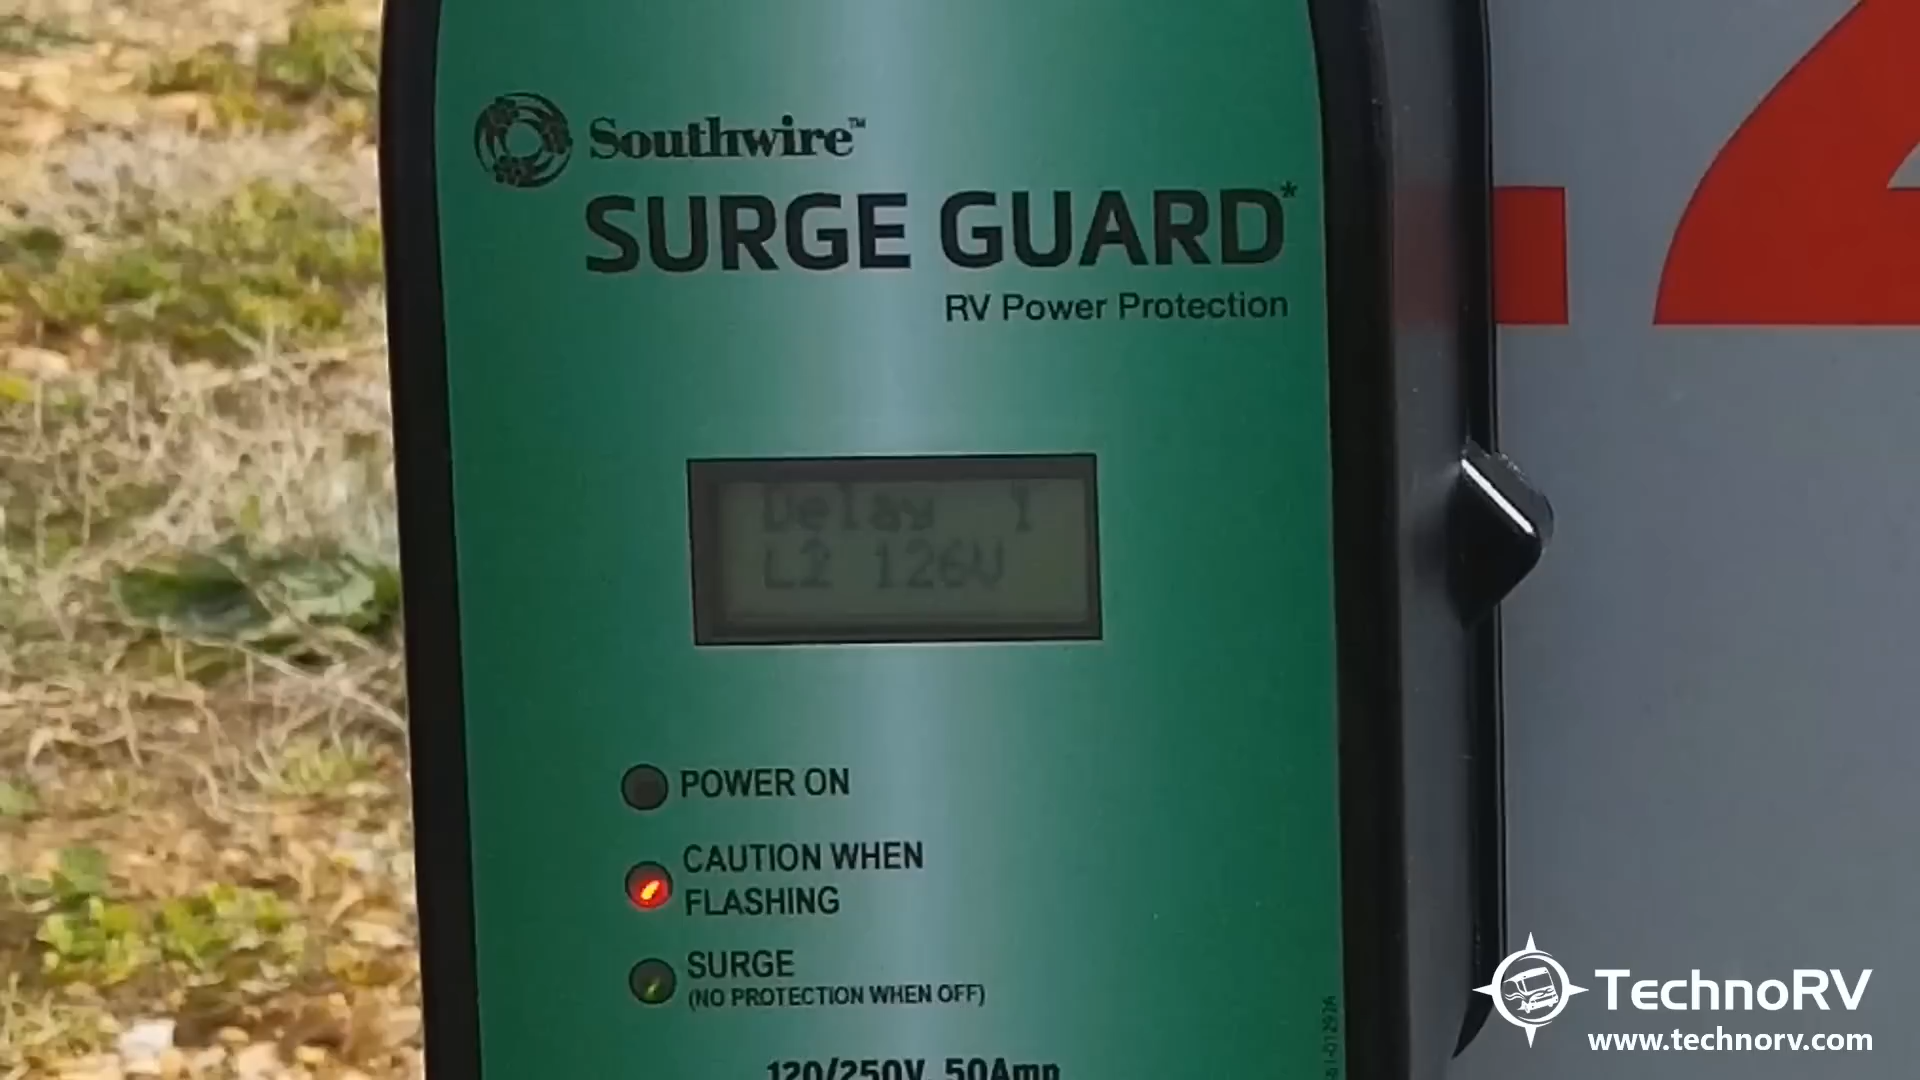 Southwire™
SURGE GUARD*
RV Power Protection
Delay 1
L2 126V
POWER ON
CAUTION WHEN
FLASHING
SURGE
(NO PROTECTION WHEN OFF)
120/250V, 50Amp
TechnoRV
www.technorv.com